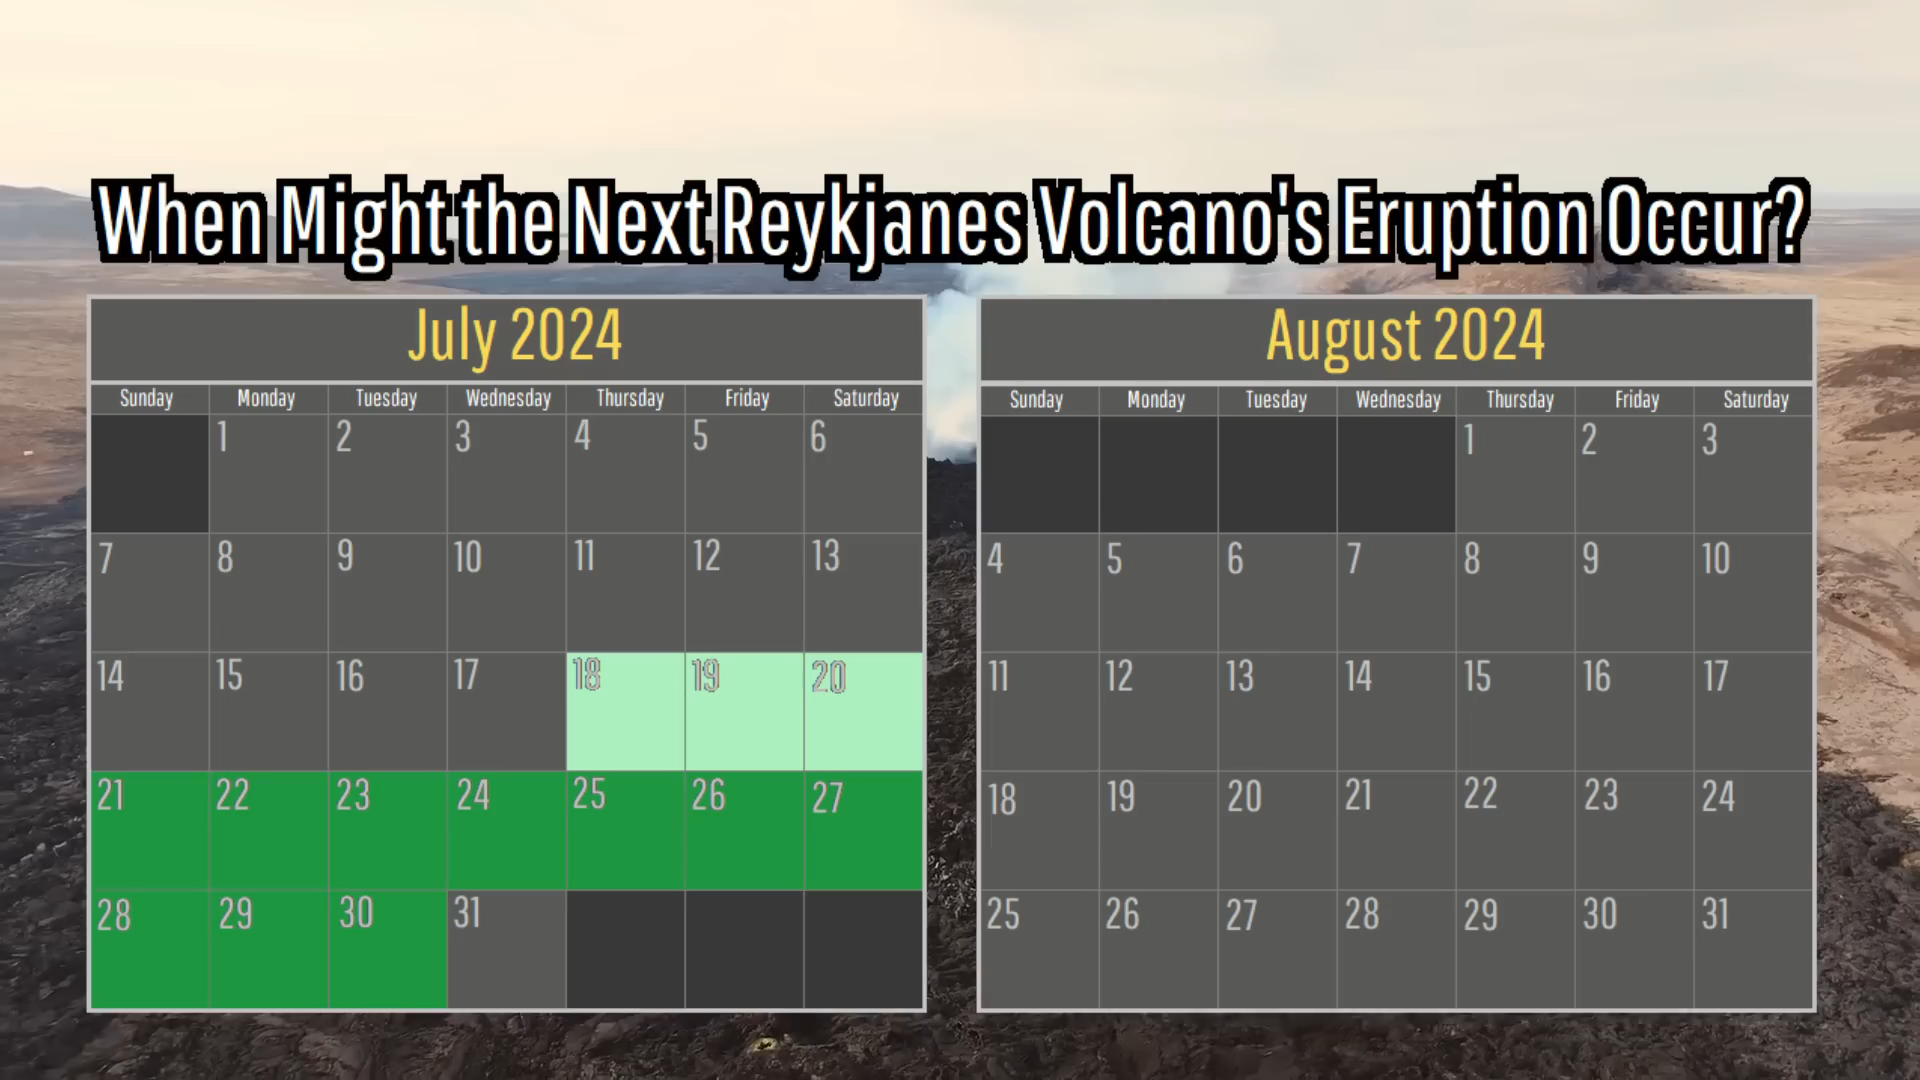 When Might the Next Reykjanes Volcano's Eruption Occur?
July 2024
Sunday Monday Tuesday Wednesday Thursday Friday Saturday
1 2 3 4 5 6
7 8 9 10 11 12 13
14 15 16 17 18 19 20
21 22 23 24 25 26 27
28 29 30 31
August 2024
Sunday Monday Tuesday Wednesday Thursday Friday Saturday
1 2 3
4 5 6 7 8 9 10
11 12 13 14 15 16 17
18 19 20 21 22 23 24
25 26 27 28 29 30 31